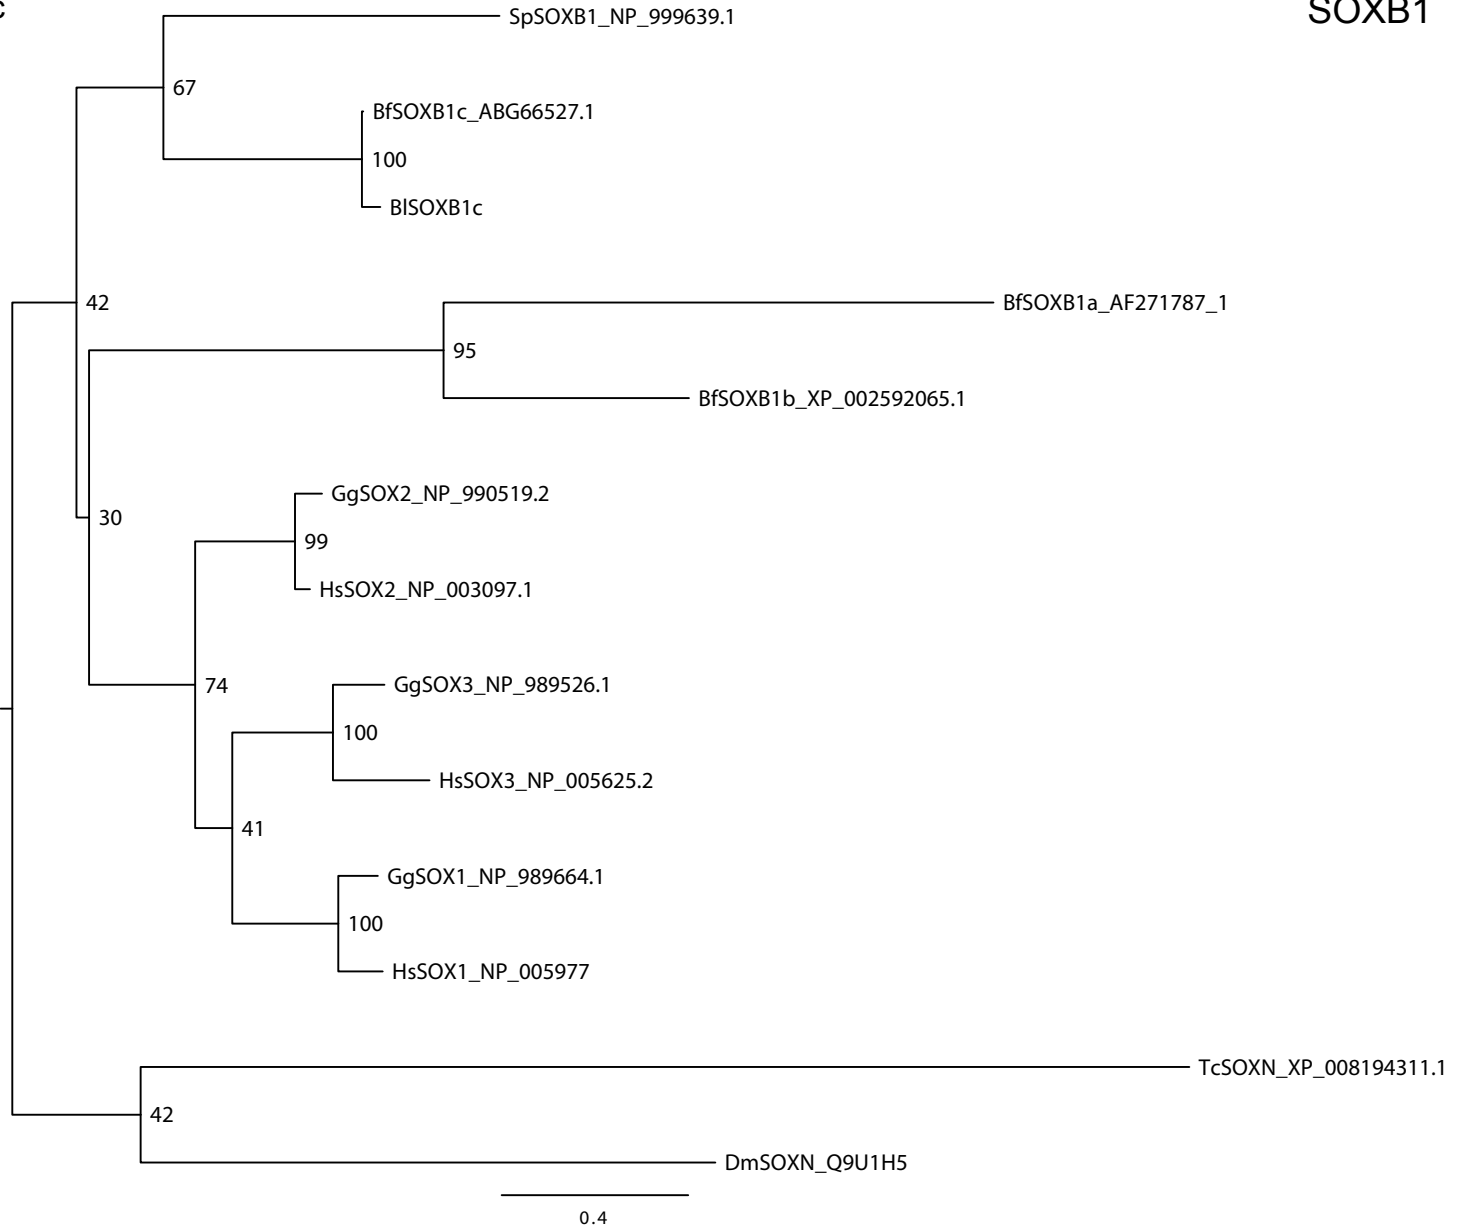 c
SOXB1
SpSOXB1_NP_999639.1
67
BfSOXB1c_ABG66527.1
100
BlSOXB1c
42
BfSOXB1a_AF271787_1
95
BfSOXB1b_XP_002592065.1
GgSOX2_NP_990519.2
30
99
HsSOX2_NP_003097.1
74
GgSOX3_NP_989526.1
100
HsSOX3_NP_005625.2
41
GgSOX1_NP_989664.1
100
HsSOX1_NP_005977
TcSOXN_XP_008194311.1
42
DmSOXN_Q9U1H5
0.4